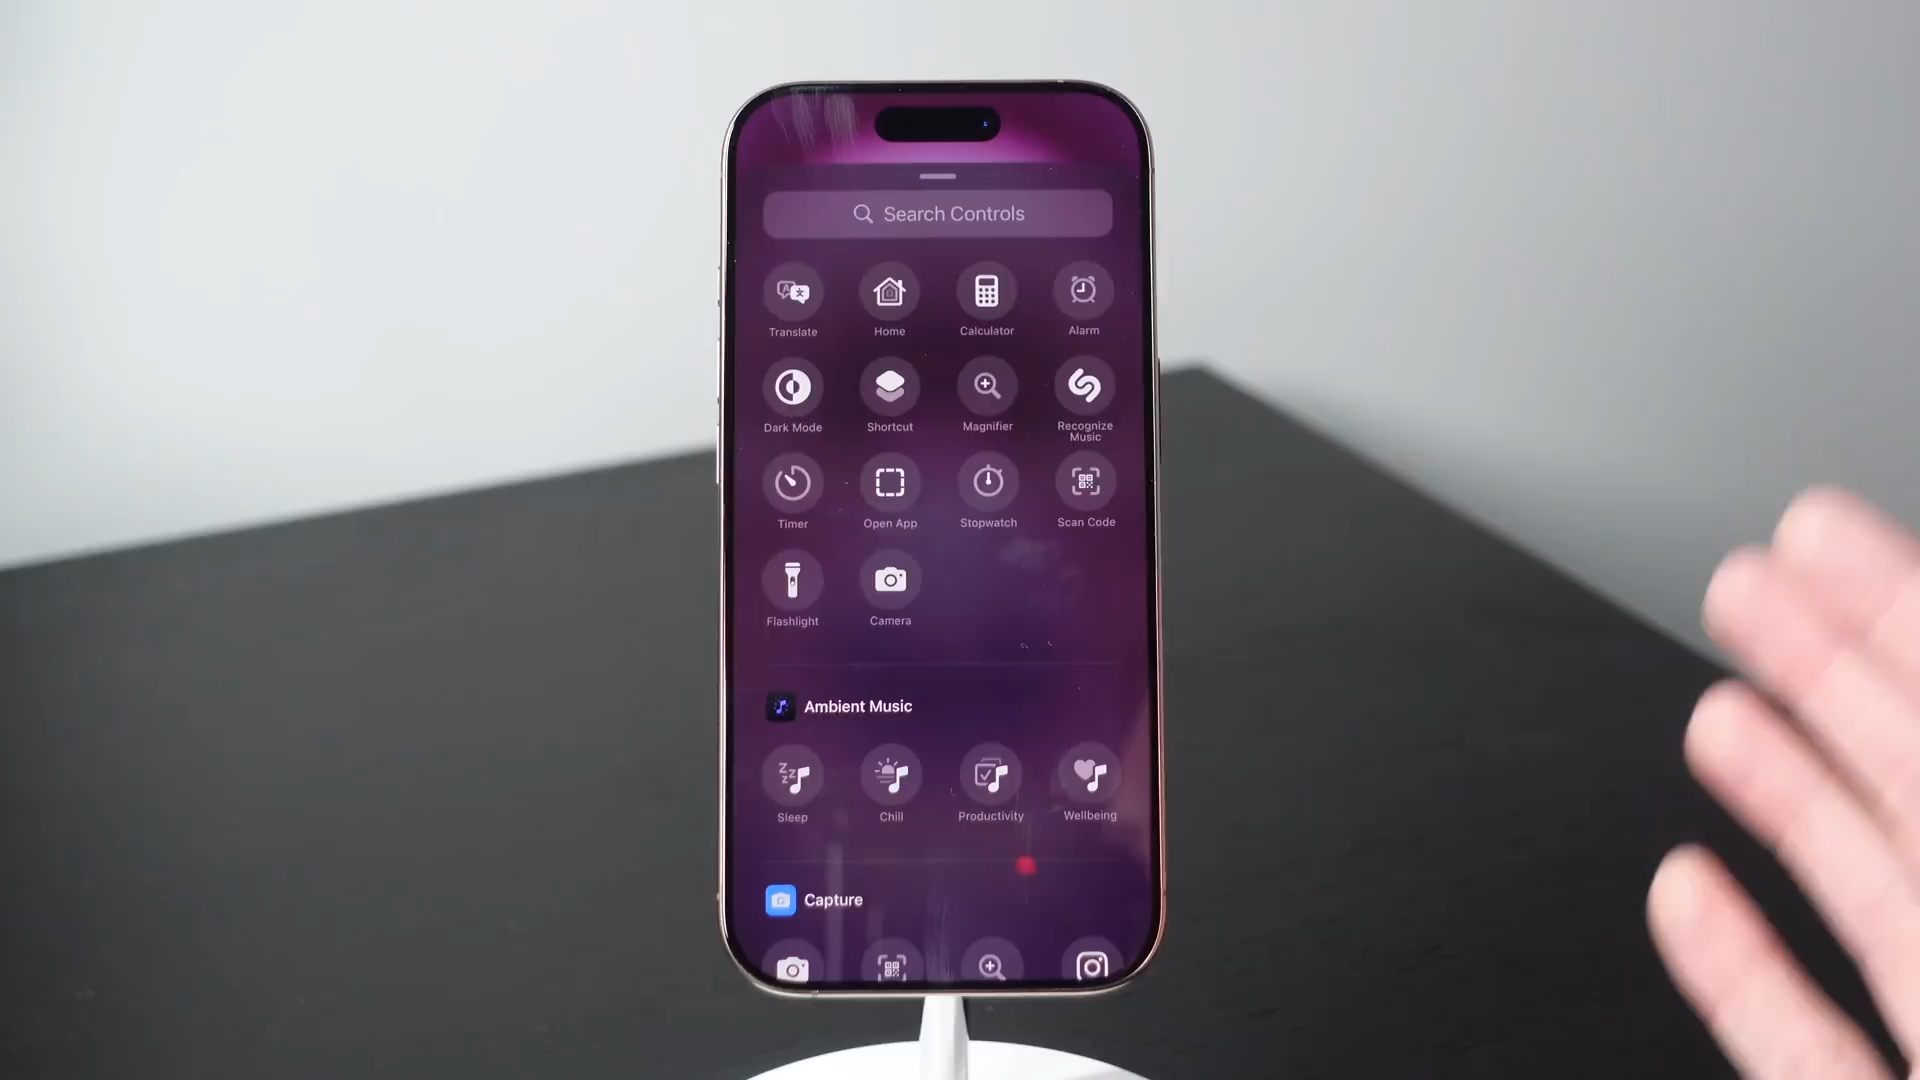 Search Controls
Translate
Home
Calculator
Alarm
Dark Mode
Shortcut
Magnifier
Recognize
Music
Timer
Open App
Stopwatch
Scan Code
Flashlight
Camera
Ambient Music
Sleep
Chill
Productivity
Wellbeing
Capture